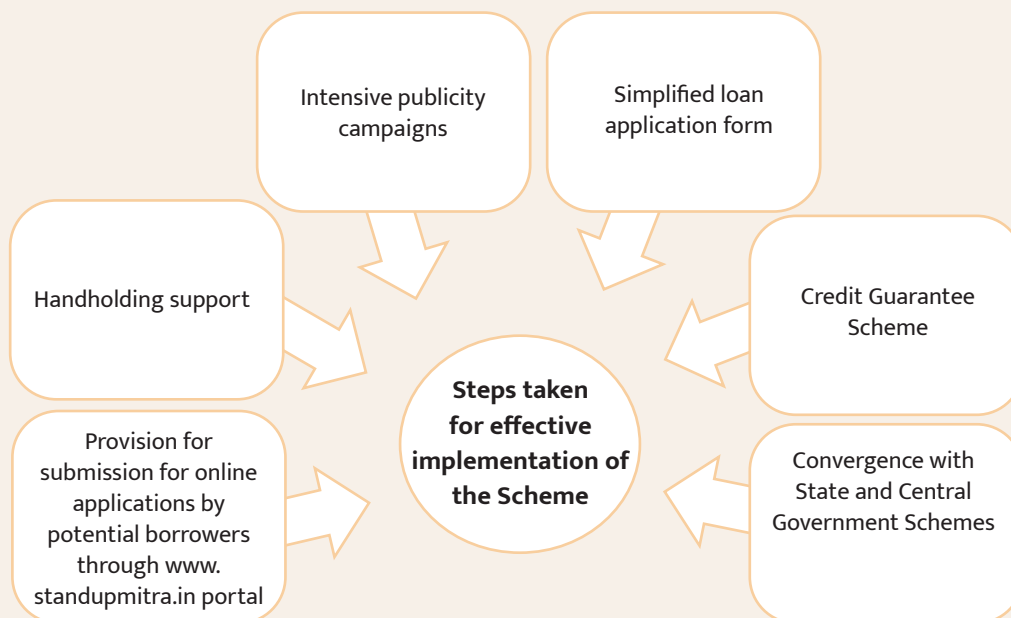 Intensive publicity
campaigns
Simplified loan
application form
Handholding support
Credit Guarantee
Scheme
Steps taken
for effective
implementation of
the Scheme
Provision for
submission for online
applications by
potential borrowers
through www.
standupmitra.in portal
Convergence with
State and Central
Government Schemes